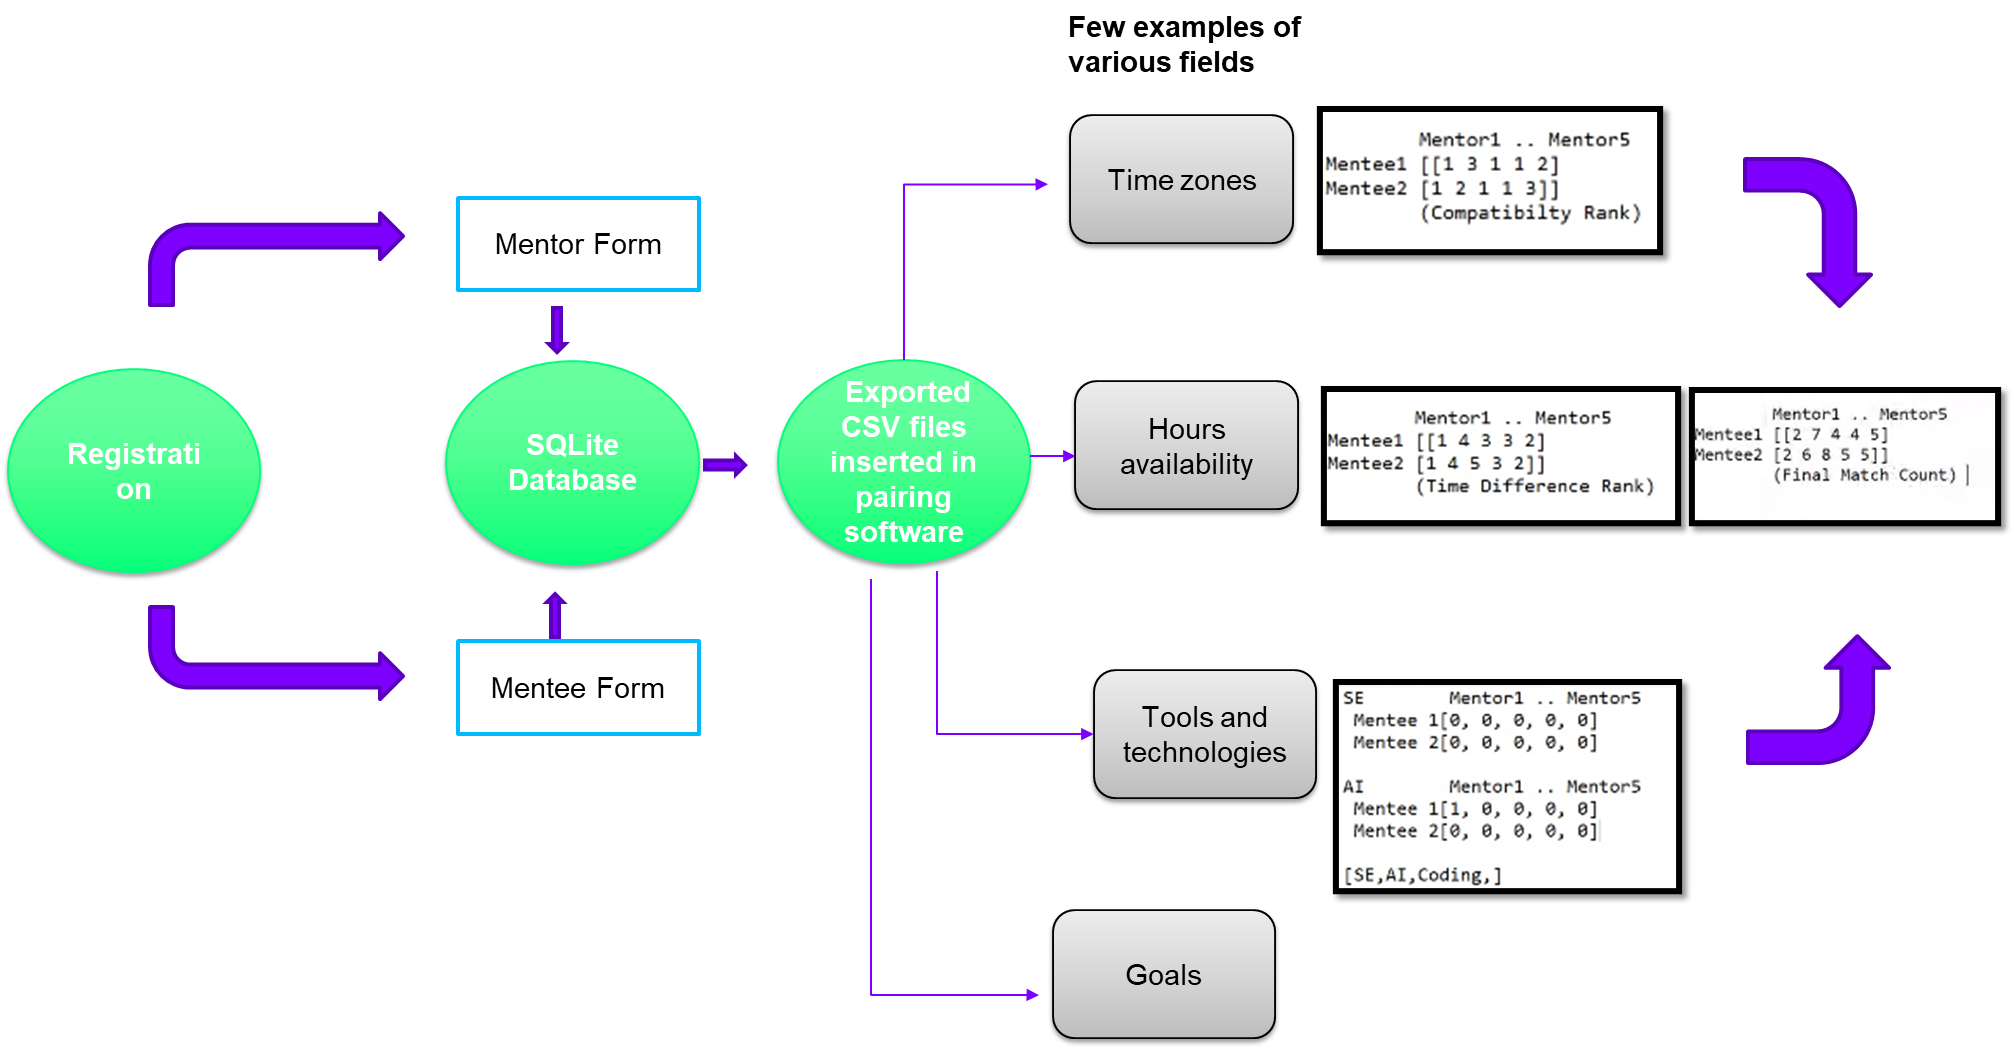 Few examples of
various fields
Registrati
on
Mentor Form
SQLite
Database
Mentee Form
Exported
CSV files
inserted in
pairing
software
Time zones
Mentor1 .. Mentor5
Mentee1 [[1 3 1 1 2]
Mentee2 [1 2 1 1 3]]
(Compatibilty Rank)
Hours
availability
Mentor1 .. Mentor5
Mentee1 [[1 4 3 3 2]
Mentee2 [1 4 5 3 2]]
(Time Difference Rank)
Mentor1 .. Mentor5
Mentee1 [[2 7 4 4 5]
Mentee2 [2 6 8 5 5]]
(Final Match Count)
Tools and
technologies
SE Mentor1 .. Mentor5
Mentee 1[0, 0, 0, 0, 0]
Mentee 2[0, 0, 0, 0, 0]
AI Mentor1 .. Mentor5
Mentee 1[1, 0, 0, 0, 0]
Mentee 2[0, 0, 0, 0, 0]
[SE,AI,Coding,]
Goals